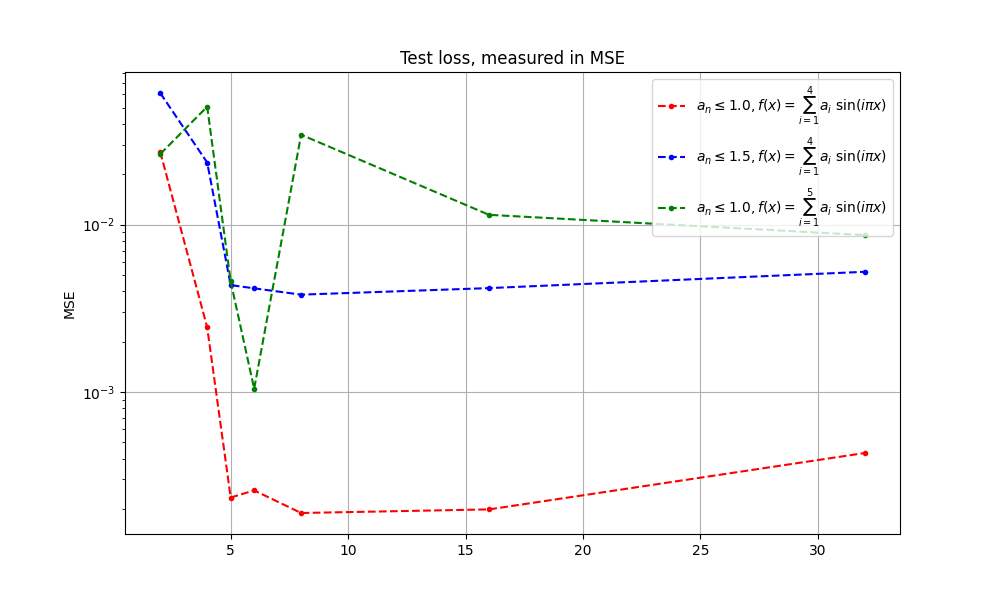 Test loss, measured in MSE
$a_n \leq 1.0, f(x) = \sum_{i=1}^{4} a_i \ \sin(i\pi x)$
$a_n \leq 1.5, f(x) = \sum_{i=1}^{4} a_i \ \sin(i\pi x)$
$a_n \leq 1.0, f(x) = \sum_{i=1}^{5} a_i \ \sin(i\pi x)$
MSE
$10^{-2}$
$10^{-3}$
5 10 15 20 25 30